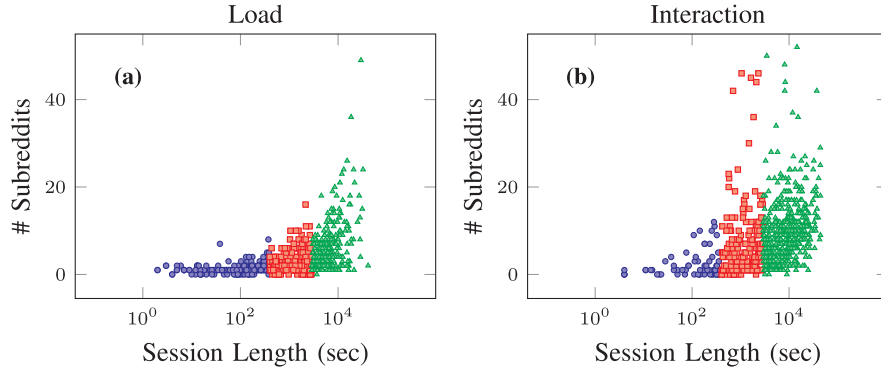 Load
(a)
# Subreddits
40
20
0
10^0
10^2
10^4
Session Length (sec)
Interaction
(b)
# Subreddits
40
20
0
10^0
10^2
10^4
Session Length (sec)